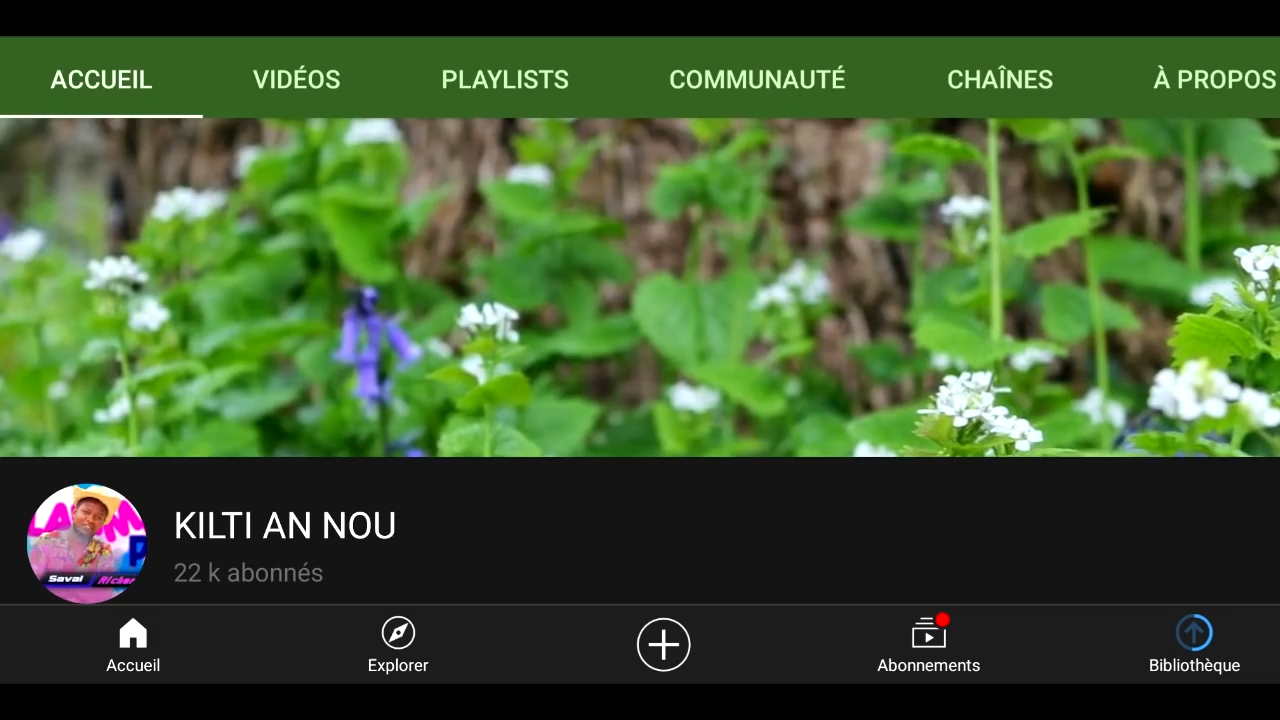 ACCUEIL VIDÉOS PLAYLISTS COMMUNAUTÉ CHAÎNES À PROPOS
KILTI AN NOU
22 k abonnés
Saval
Accueil Explorer Abonnements Bibliothèque